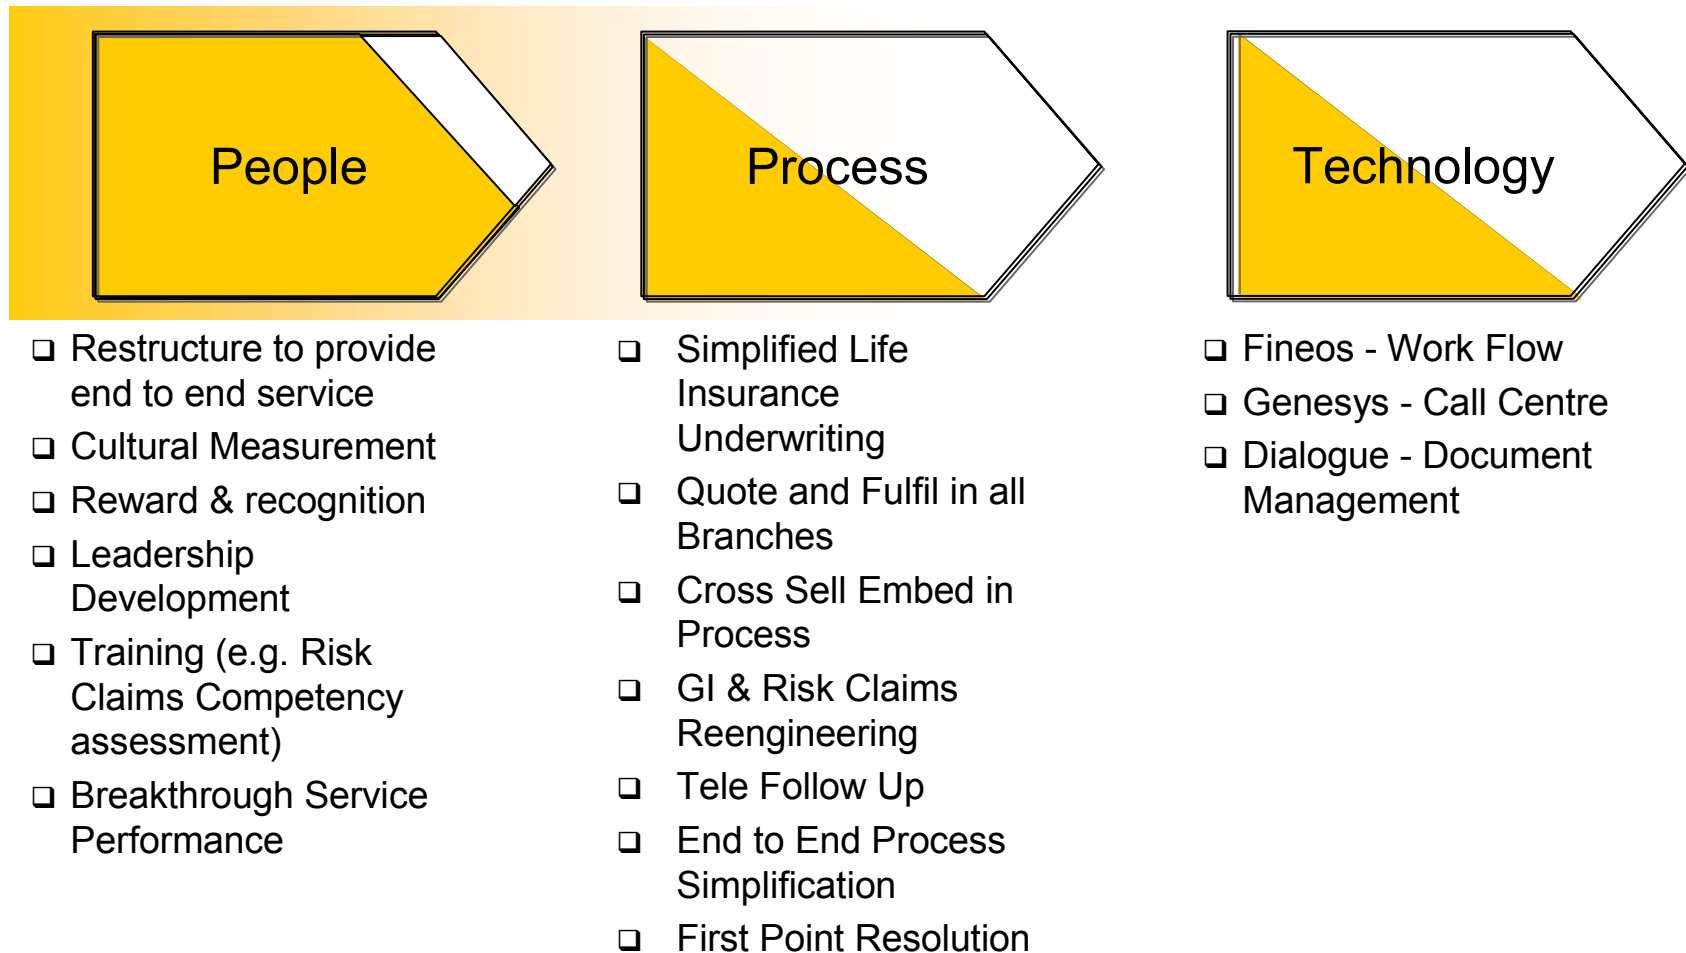 People
Restructure to provide
end to end service
Cultural Measurement
Reward & recognition
Leadership
Development
Training (e.g. Risk
Claims Competency
assessment)
Breakthrough Service
Performance
Process
Simplified Life
Insurance
Underwriting
Quote and Fulfil in all
Branches
Cross Sell Embed in
Process
GI & Risk Claims
Reengineering
Tele Follow Up
End to End Process
Simplification
First Point Resolution
Technology
Fineos - Work Flow
Genesys - Call Centre
Dialogue - Document
Management